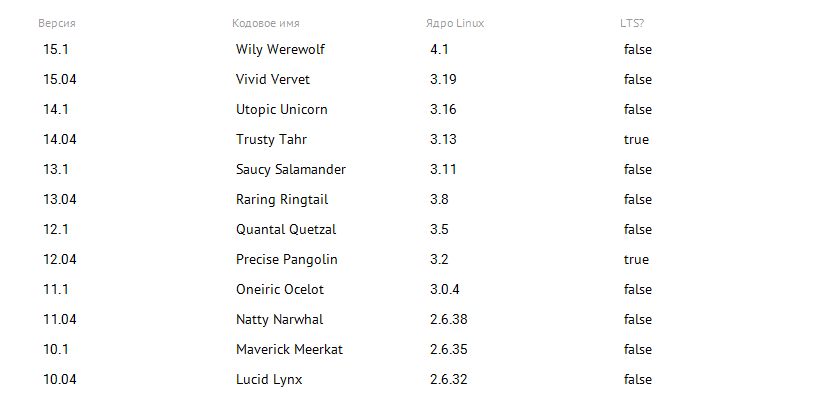 Версия Кодовое имя Ядро Linux LTS?
15.1 Wily Werewolf 4.1 false
15.04 Vivid Vervet 3.19 false
14.1 Utopic Unicorn 3.16 false
14.04 Trusty Tahr 3.13 true
13.1 Saucy Salamander 3.11 false
13.04 Raring Ringtail 3.8 false
12.1 Quantal Quetzal 3.5 false
12.04 Precise Pangolin 3.2 true
11.1 Oneiric Ocelot 3.0.4 false
11.04 Natty Narwhal 2.6.38 false
10.1 Maverick Meerkat 2.6.35 false
10.04 Lucid Lynx 2.6.32 false